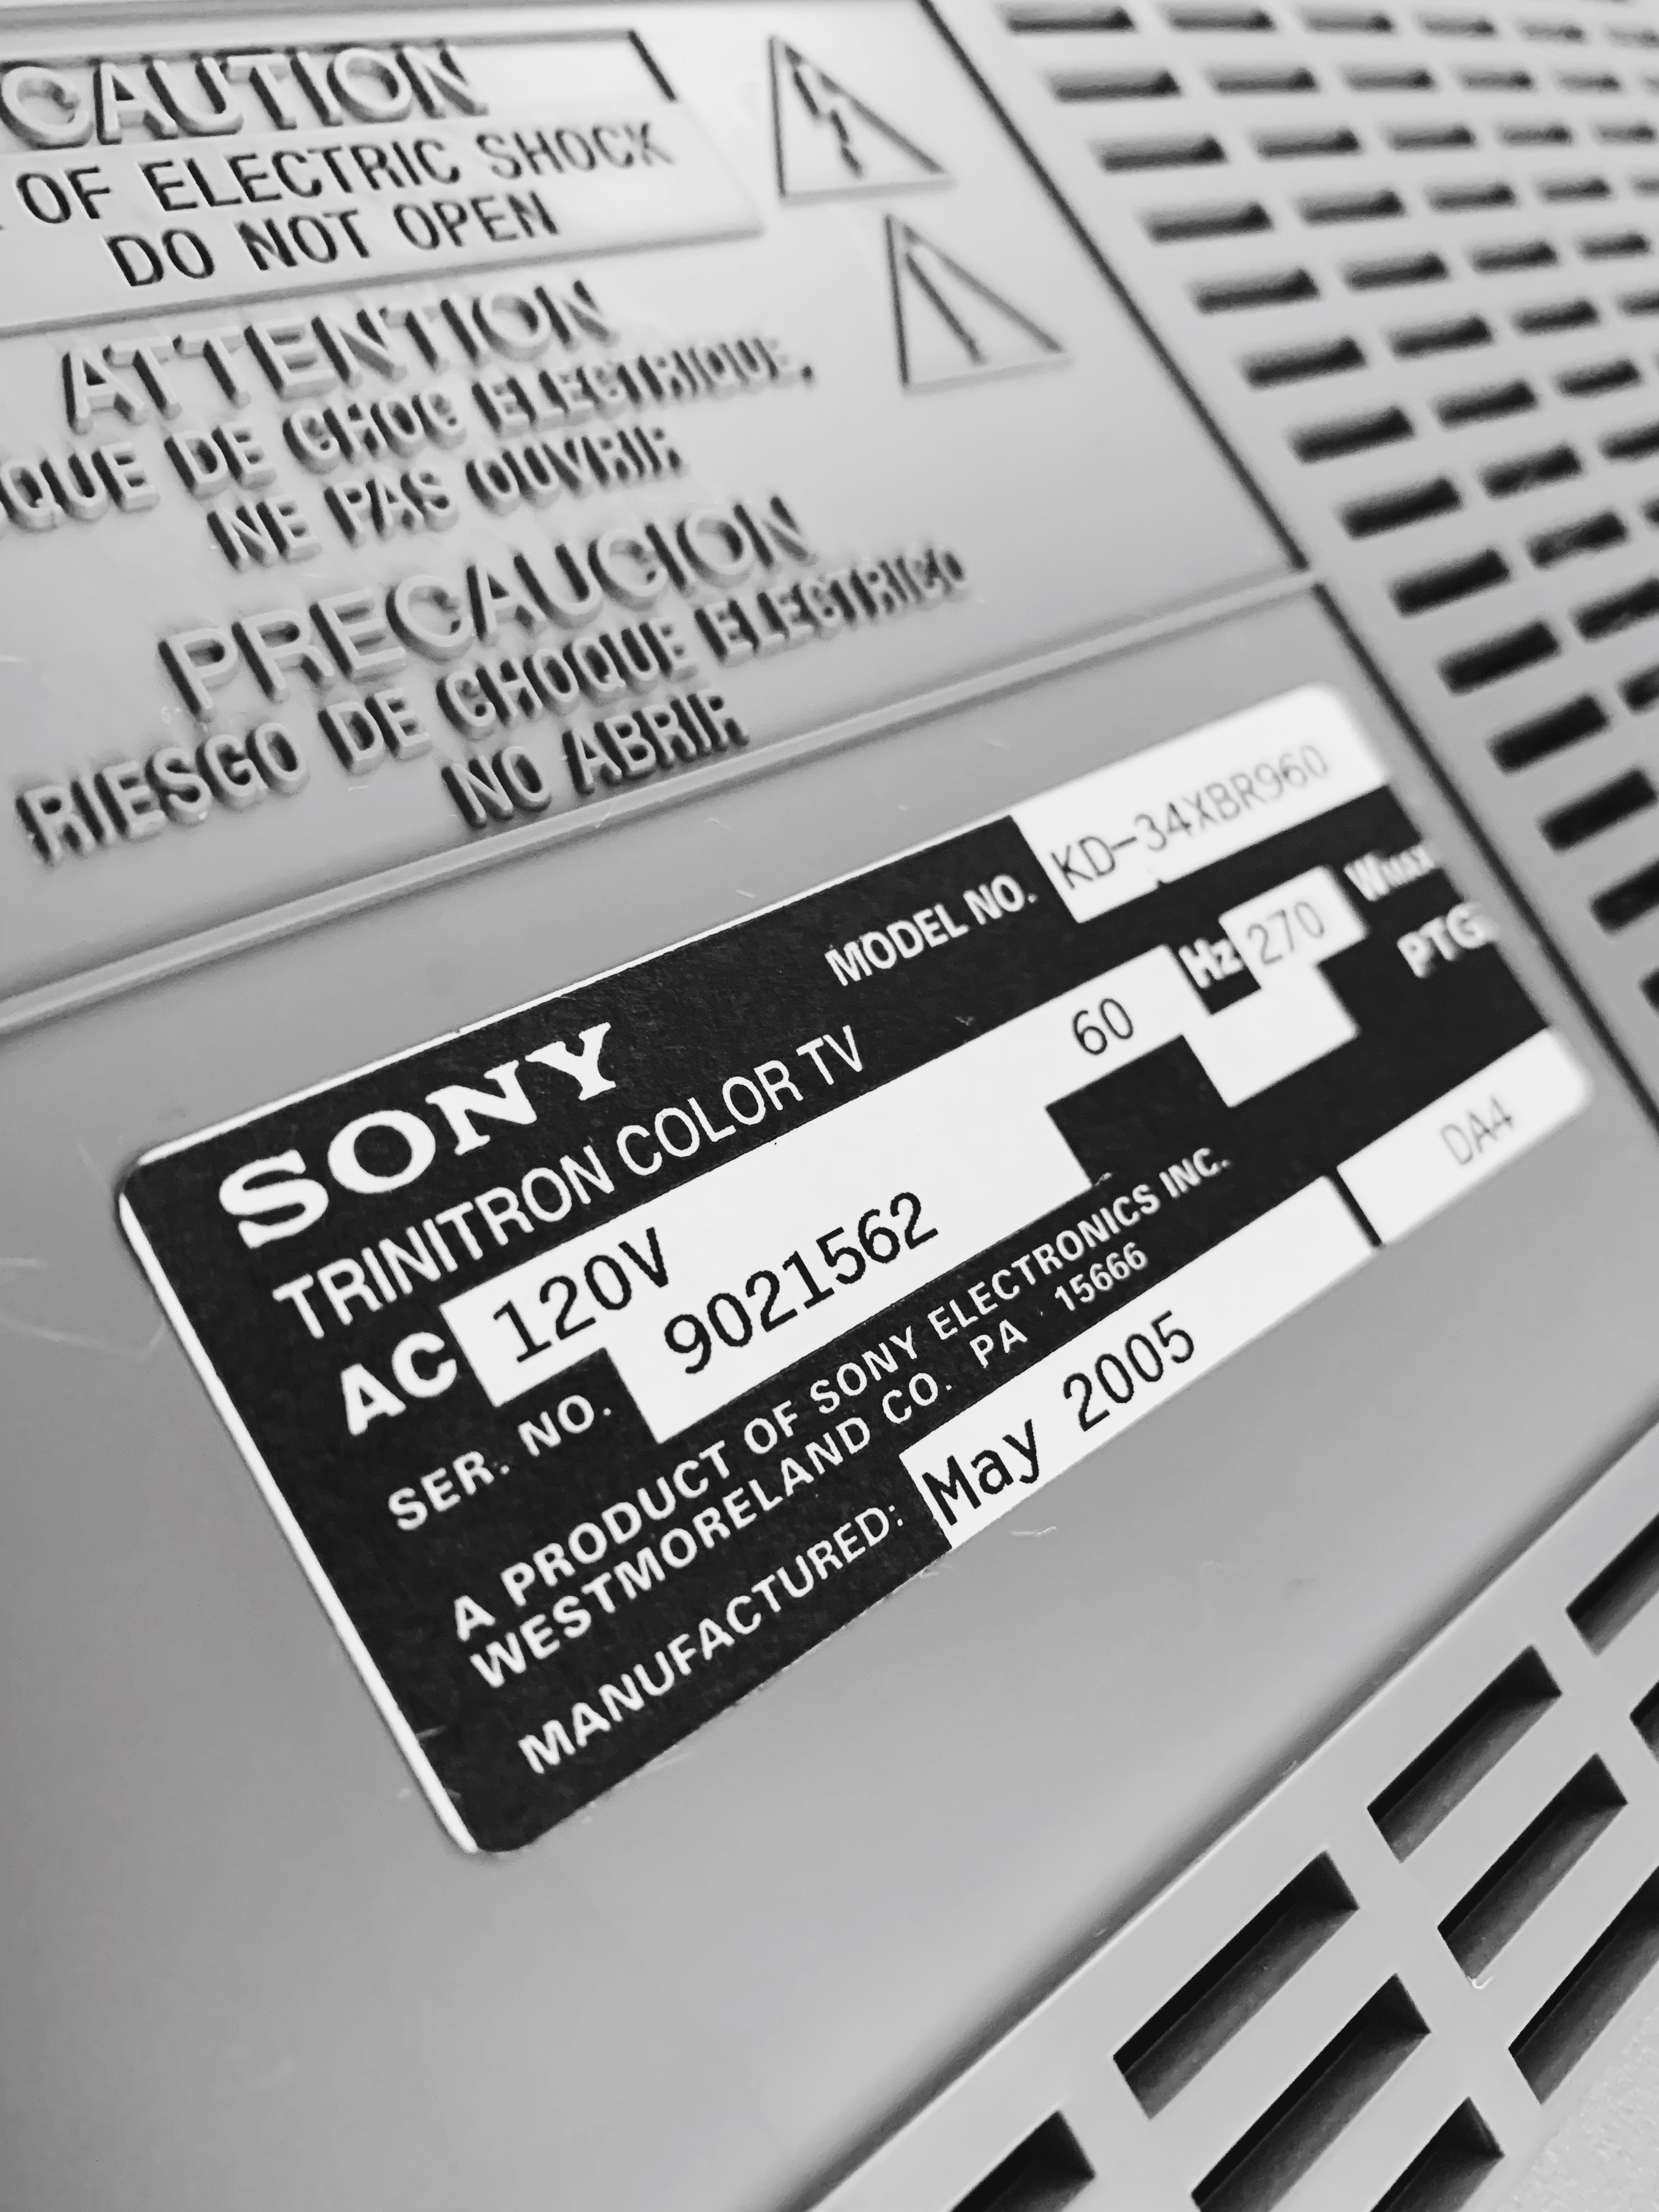 CAUTION
OF ELECTRIC SHOCK
DO NOT OPEN
ATTENTION
QUE DE CHOC ELECTRIQUE,
NE PAS OUVRIR
PRECAUCION
RIESGO DE CHOQUE ELECTRICO
NO ABRIR
SONY MODEL NO. KD-34XBR960
TRINITRON COLOR TV
AC 120V 60 Hz 270 WMAX
SER. NO. 9021562 PTG
A PRODUCT OF SONY ELECTRONICS INC.
WESTMORELAND CO. PA 15666
MANUFACTURED: May 2005 DA4